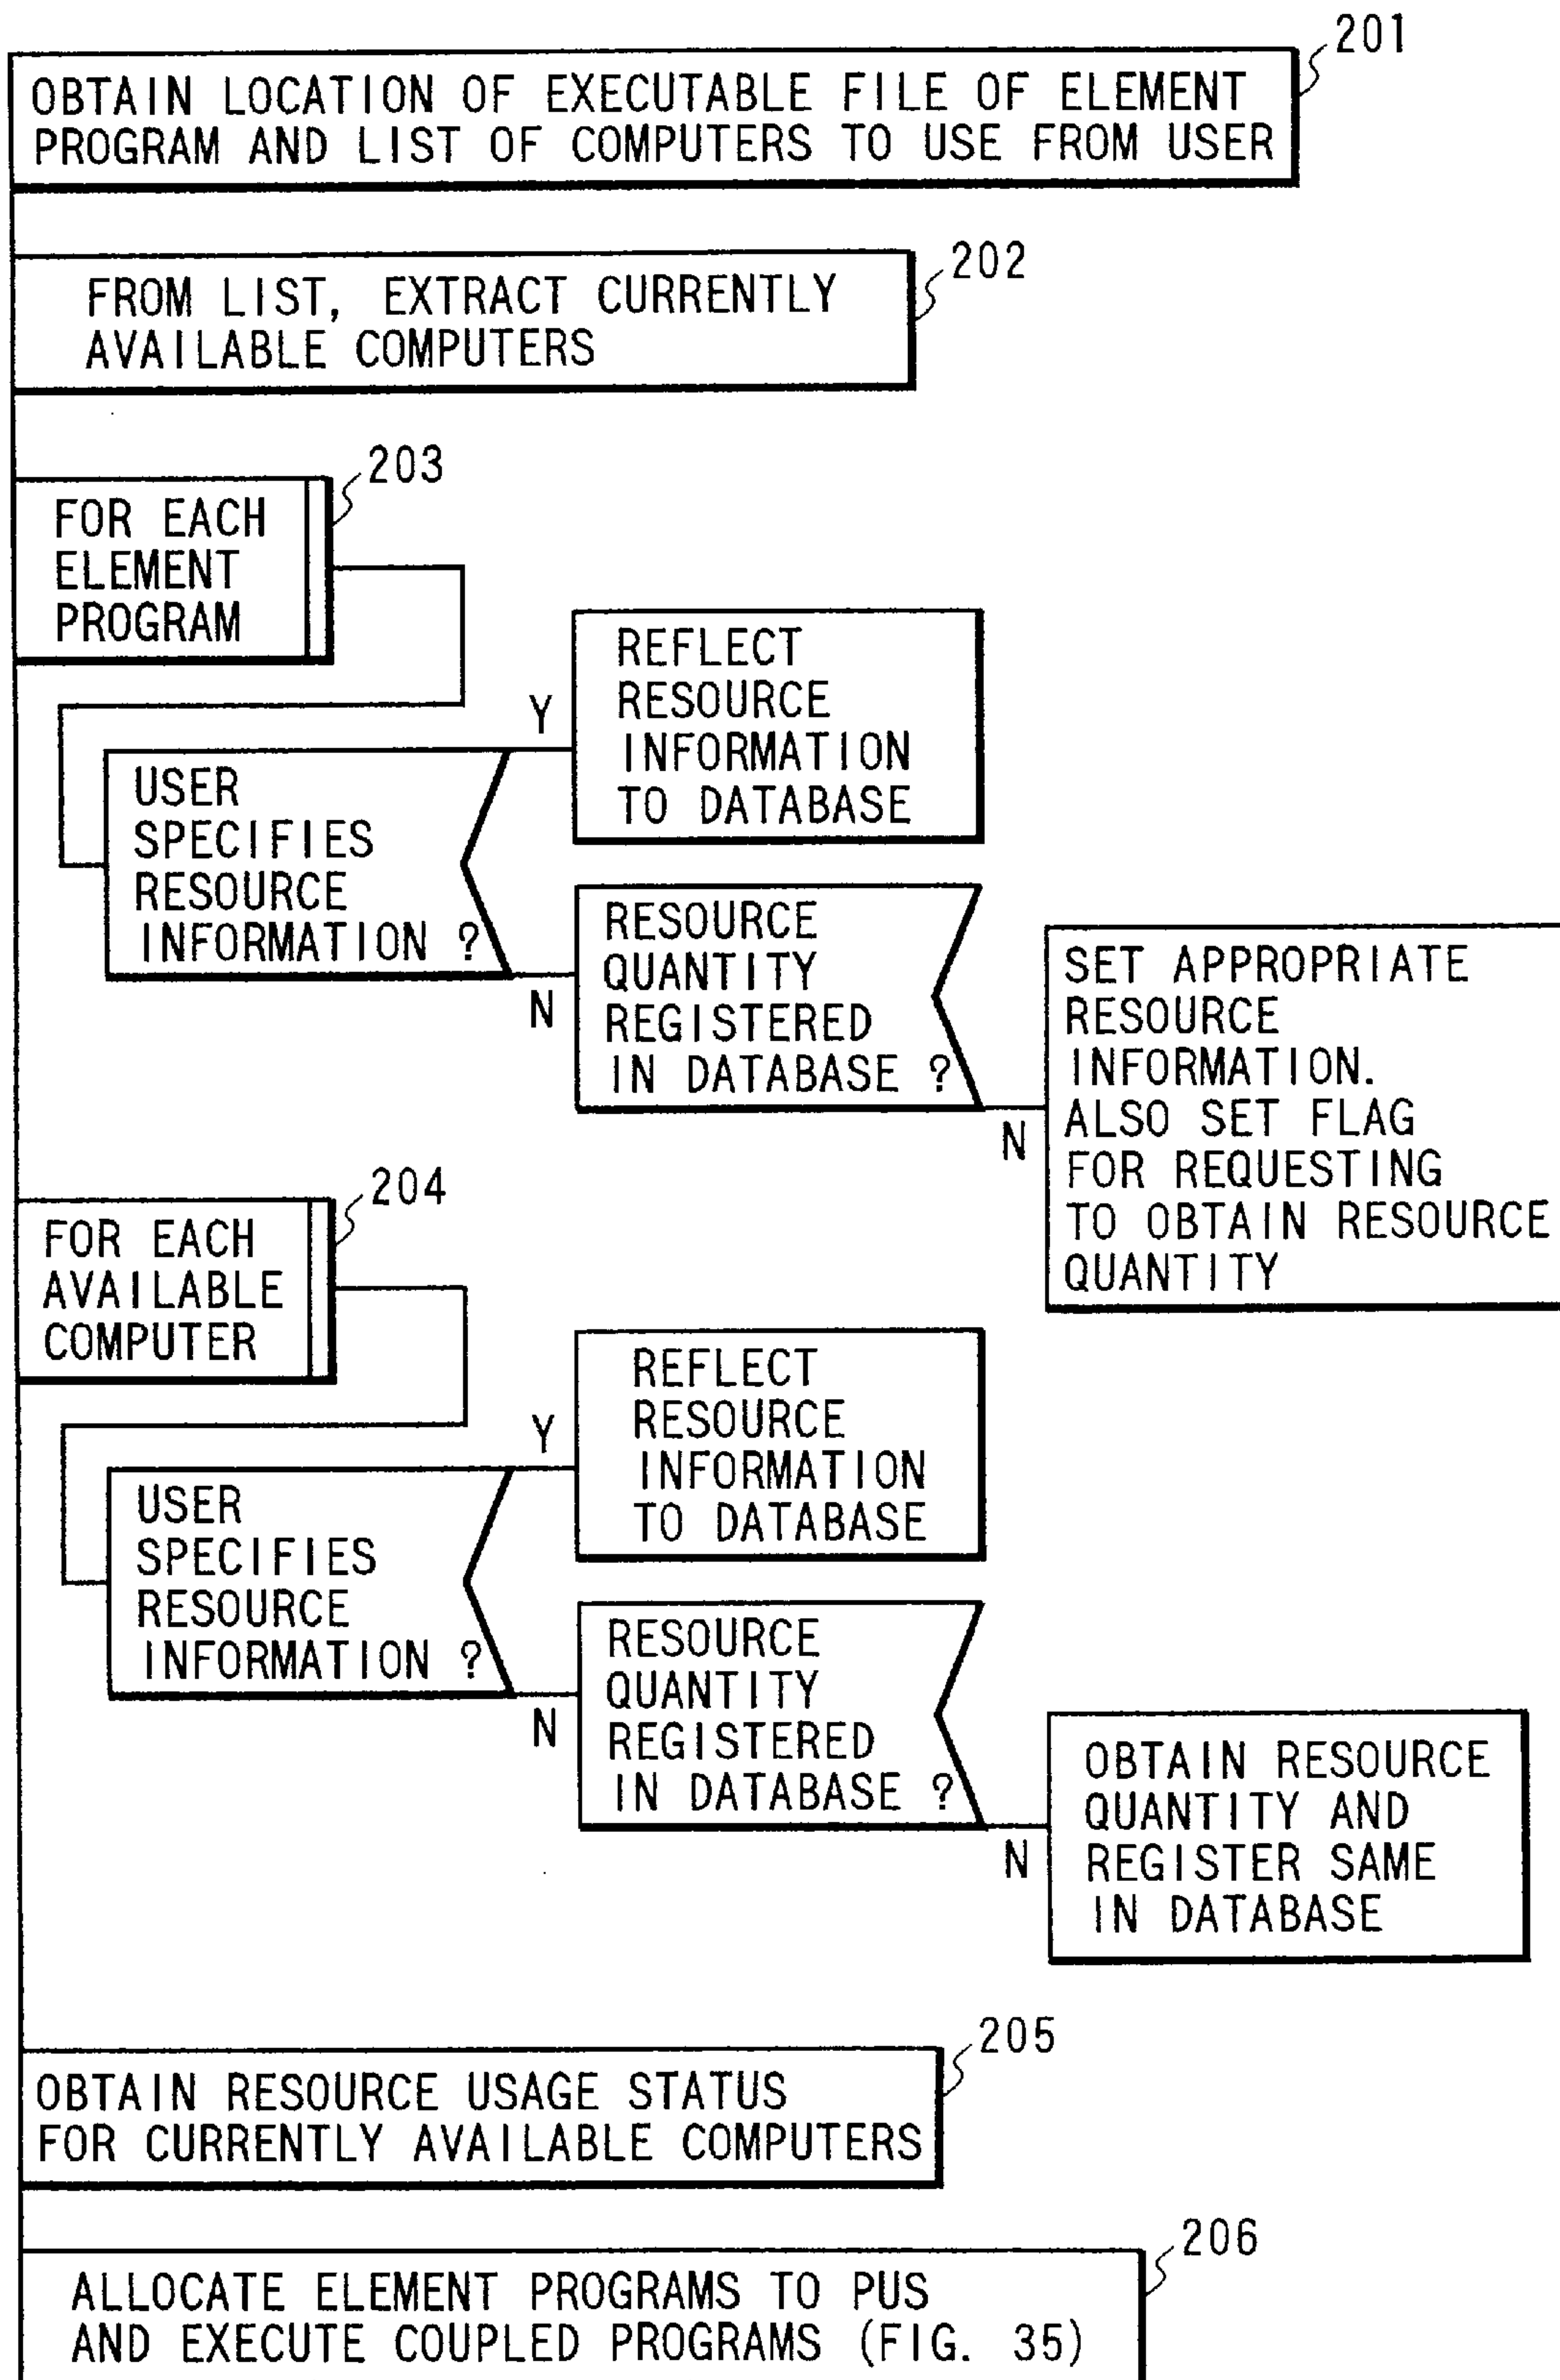 201
OBTAIN LOCATION OF EXECUTABLE FILE OF ELEMENT
PROGRAM AND LIST OF COMPUTERS TO USE FROM USER
202
FROM LIST, EXTRACT CURRENTLY
AVAILABLE COMPUTERS
203
FOR EACH
ELEMENT
PROGRAM
Y
REFLECT
RESOURCE
INFORMATION
TO DATABASE
USER
SPECIFIES
RESOURCE
INFORMATION ?
N
RESOURCE
QUANTITY
REGISTERED
IN DATABASE ?
N
SET APPROPRIATE
RESOURCE
INFORMATION.
ALSO SET FLAG
FOR REQUESTING
TO OBTAIN RESOURCE
QUANTITY
204
FOR EACH
AVAILABLE
COMPUTER
Y
REFLECT
RESOURCE
INFORMATION
TO DATABASE
USER
SPECIFIES
RESOURCE
INFORMATION ?
N
RESOURCE
QUANTITY
REGISTERED
IN DATABASE ?
N
OBTAIN RESOURCE
QUANTITY AND
REGISTER SAME
IN DATABASE
205
OBTAIN RESOURCE USAGE STATUS
FOR CURRENTLY AVAILABLE COMPUTERS
206
ALLOCATE ELEMENT PROGRAMS TO PUS
AND EXECUTE COUPLED PROGRAMS (FIG. 35)